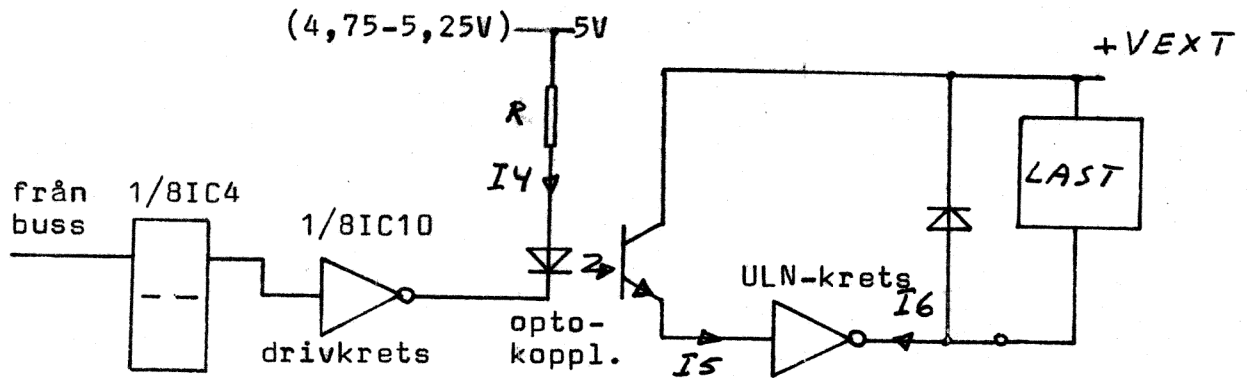 (4,75-5,25V) 5V
+VEXT
R
I4
LAST
från
buss
1/8IC4
1/8IC10
ULN-krets
I6
drivkrets
opto-
koppl.
I5